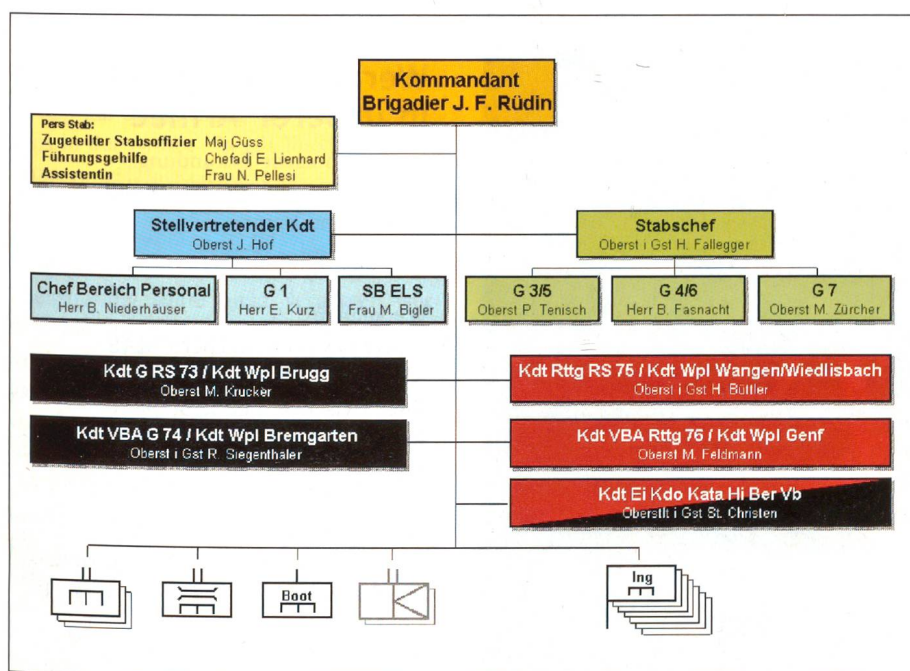 Kommandant
Brigadier J. F. Rüdin
Pers Stab:
Zugeteilter Stabsoffizier Maj Güss
Führungsgehilfe Chefadj E. Lienhard
Assistentin Frau N. Pellesi
Stellvertretender Kdt
Oberst J. Hof
Stabschef
Oberst i Gst H. Fallegger
Chef Bereich Personal
Herr B. Niederhäuser
G 1
Herr E. Kurz
SB ELS
Frau M. Bigler
G 3/5
Oberst P. Tenisch
G 4/6
Herr B. Fasnacht
G 7
Oberst M. Zürcher
Kdt G RS 73 / Kdt Wpl Brugg
Oberst M. Krucker
Kdt Rttg RS 75 / Kdt Wpl Wangen/Wiedlisbach
Oberst i Gst H. Büttler
Kdt VBA G 74 / Kdt Wpl Bremgarten
Oberst i Gst R. Siegenthaler
Kdt VBA Rttg 76 / Kdt Wpl Genf
Oberst M. Feldmann
Kdt Ei Kdo Kata Hi Ber Vb
Oberstlt i Gst St. Christen
Boot
Ing